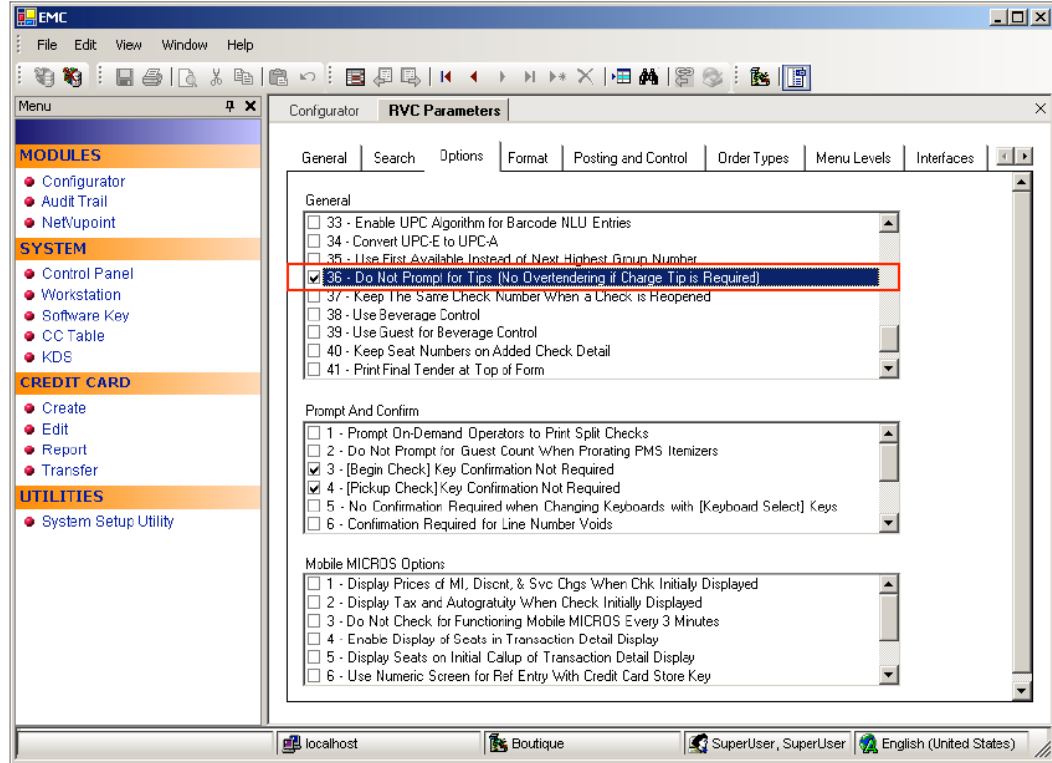 EMC
File Edit View Window Help
Menu
Configurator RVC Parameters
MODULES
Configurator
Audit Trail
NetVupoint
SYSTEM
Control Panel
Workstation
Software Key
CC Table
KDS
CREDIT CARD
Create
Edit
Report
Transfer
UTILITIES
System Setup Utility
General Search Options Format Posting and Control Order Types Menu Levels Interfaces
General
33 - Enable UPC Algorithm for Barcode NLU Entries
34 - Convert UPC-E to UPC-A
35 - Use First Available Instead of Next Highest Group Number
36 - Do Not Prompt for Tips (No Overtendering if Charge Tip is Required)
37 - Keep The Same Check Number When a Check is Reopened
38 - Use Beverage Control
39 - Use Guest for Beverage Control
40 - Keep Seat Numbers on Added Check Detail
41 - Print Final Tender at Top of Form
Prompt And Confirm
1 - Prompt On-Demand Operators to Print Split Checks
2 - Do Not Prompt for Guest Count When Prorating PMS Itemizers
3 - [Begin Check] Key Confirmation Not Required
4 - [Pickup Check] Key Confirmation Not Required
5 - No Confirmation Required when Changing Keyboards with [Keyboard Select] Keys
6 - Confirmation Required for Line Number Voids
Mobile MICROS Options
1 - Display Prices of MI, Discnt, & Svc Chgs When Chk Initialy Displayed
2 - Display Tax and Autogratuity When Check Initially Displayed
3 - Do Not Check for Functioning Mobile MICROS Every 3 Minutes
4 - Enable Display of Seats in Transaction Detail Display
5 - Display Seats on Initial Callup of Transaction Detail Display
6 - Use Numeric Screen for Ref Entry With Credit Card Store Key
localhost Boutique SuperUser, SuperUser English (United States)